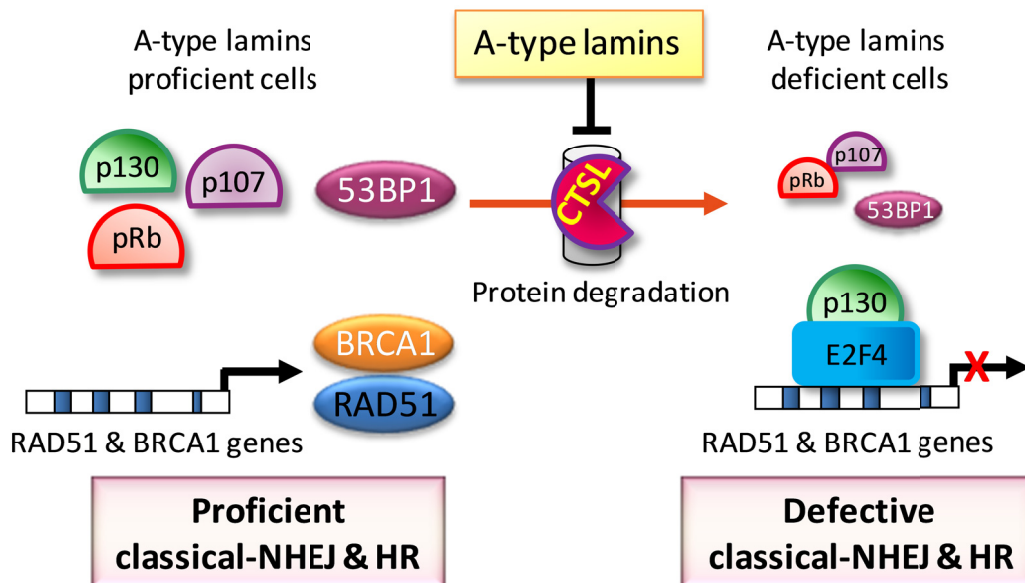 A-type lamins
proficient cells
A-type lamins
A-type lamins
deficient cells
p130
p107
pRb
53BP1
CTSL
p107
pRb
53BP1
Protein degradation
BRCA1
RAD51
RAD51 & BRCA1 genes
p130
E2F4
X
RAD51 & BRCA1 genes
Proficient
classical-NHEJ & HR
Defective
classical-NHEJ & HR